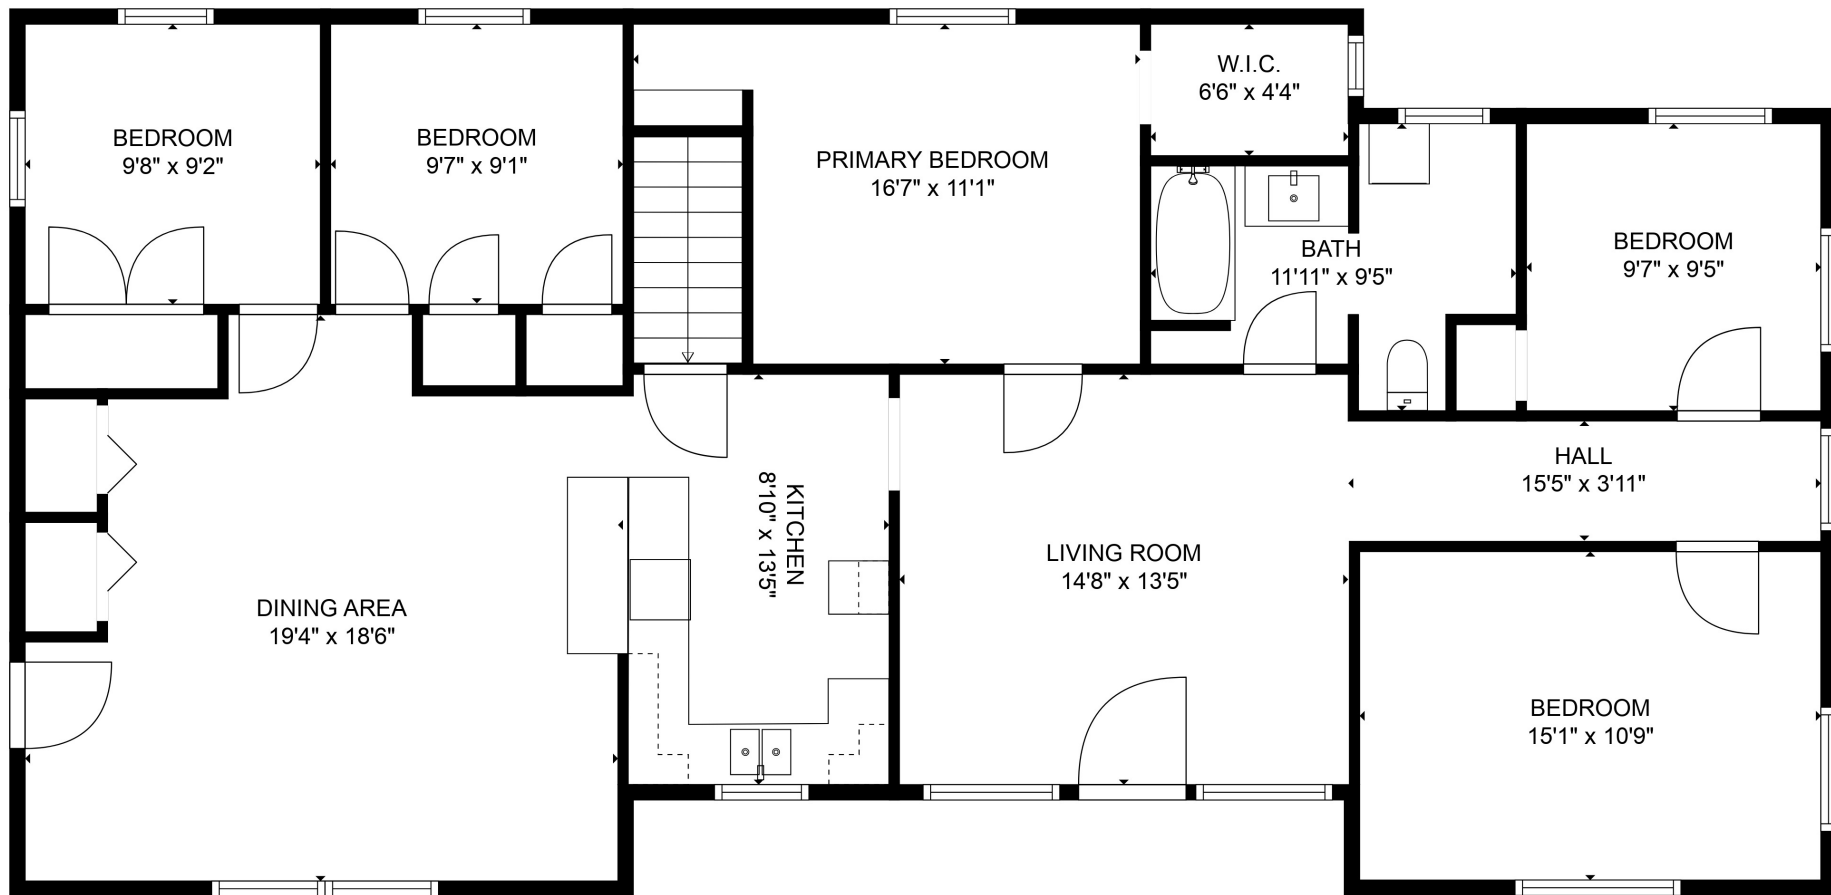 BEDROOM
9'8" x 9'2"
BEDROOM
9'7" x 9'1"
PRIMARY BEDROOM
16'7" x 11'1"
W.I.C.
6'6" x 4'4"
BATH
11'11" x 9'5"
BEDROOM
9'7" x 9'5"
HALL
15'5" x 3'11"
KITCHEN
8'10" x 13'5"
LIVING ROOM
14'8" x 13'5"
DINING AREA
19'4" x 18'6"
BEDROOM
15'1" x 10'9"